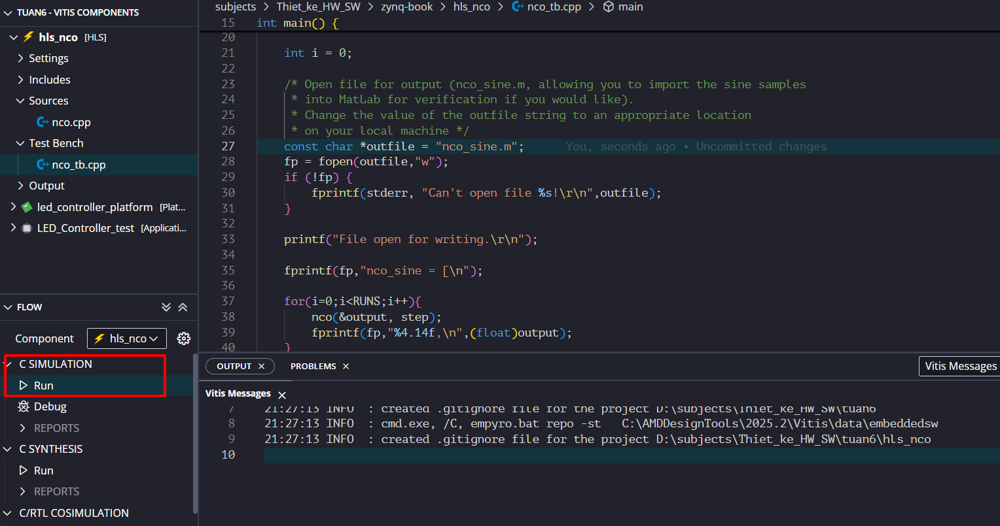 TUAN6 - VITIS COMPONENTS
hls_nco [HLS]
Settings
Includes
Sources
nco.cpp
Test Bench
nco_tb.cpp
Output
led_controller_platform [Plat...
LED_Controller_test [Applicati...
FLOW
Component hls_nco
C SIMULATION
Run
Debug
REPORTS
C SYNTHESIS
Run
REPORTS
C/RTL COSIMULATION
subjects > Thiet_ke_HW_SW > zynq-book > hls_nco > nco_tb.cpp > main
15 int main() {
20
21 int i = 0;
22
23 /* Open file for output (nco_sine.m, allowing you to import the sine samples
24 * into MatLab for verification if you would like).
25 * Change the value of the outfile string to an appropriate location
26 * on your local machine */
27 const char *outfile = "nco_sine.m"; You, seconds ago • Uncommitted changes
28 fp = fopen(outfile,"w");
29 if (!fp) {
30 fprintf(stderr, "Can't open file %s!\r\n",outfile);
31 }
32
33 printf("File open for writing.\r\n");
34
35 fprintf(fp,"nco_sine = [\n");
36
37 for(i=0;i<RUNS;i++){
38 nco(&output, step);
39 fprintf(fp,"%4.14f,\n",(float)output);
40 }
OUTPUT PROBLEMS
Vitis Messages
Vitis Messages
7 21:27:13 INFO : created .gitignore file for the project D:\subjects\Thiet_ke_HW_SW\tuan6
8 21:27:13 INFO : cmd.exe, /C, empyro.bat repo -st C:\AMDDesignTools\2025.2\Vitis\data\embeddedsw
9 21:27:13 INFO : created .gitignore file for the project D:\subjects\Thiet_ke_HW_SW\tuan6\hls_nco
10